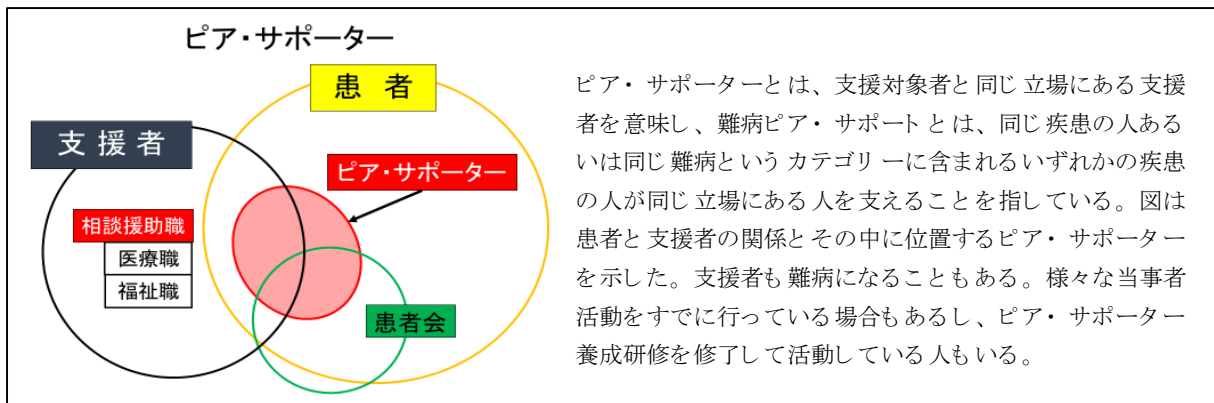 ピア・サポーター
患 者
支 援 者
ピア・サポーター
相談援助職
医療職
福祉職
患者会
ピア・サポーターとは、支援対象者と同じ立場にある支援
者を意味し、難病ピア・サポートとは、同じ疾患の人ある
いは同じ難病というカテゴリーに含まれるいずれかの疾患
の人が同じ立場にある人を支えることを指している。図は
患者と支援者の関係とその中に位置するピア・サポーター
を示した。支援者も難病になることもある。様々な当事者
活動をすでに行っている場合もあるし、ピア・サポーター
養成研修を修了して活動している人もいる。